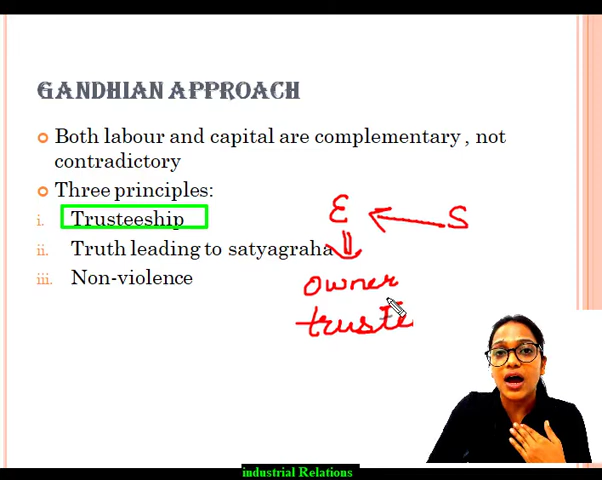 GANDHIAN APPROACH
Both labour and capital are complementary , not
contradictory
Three principles:
i. Trusteeship
ii. Truth leading to satyagraha
iii. Non-violence
E S
owner
truste
industrial Relations